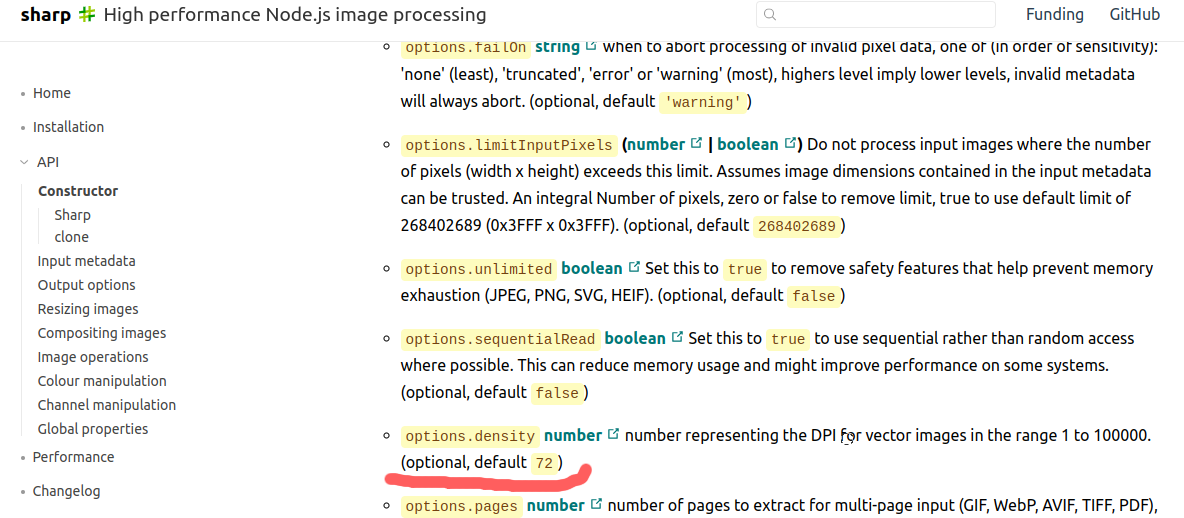 sharp High performance Node.js image processing
Funding GitHub
Home
Installation
API
Constructor
Sharp
clone
Input metadata
Output options
Resizing images
Compositing images
Image operations
Colour manipulation
Channel manipulation
Global properties
Performance
Changelog
options.failOn string when to abort processing of invalid pixel data, one of (in order of sensitivity):
'none' (least), 'truncated', 'error' or 'warning' (most), highers level imply lower levels, invalid metadata
will always abort. (optional, default 'warning' )
options.limitInputPixels (number | boolean ) Do not process input images where the number
of pixels (width x height) exceeds this limit. Assumes image dimensions contained in the input metadata
can be trusted. An integral Number of pixels, zero or false to remove limit, true to use default limit of
268402689 (0x3FFF x 0x3FFF). (optional, default 268402689 )
options.unlimited boolean Set this to true to remove safety features that help prevent memory
exhaustion (JPEG, PNG, SVG, HEIF). (optional, default false )
options.sequentialRead boolean Set this to true to use sequential rather than random access
where possible. This can reduce memory usage and might improve performance on some systems.
(optional, default false )
options.density number number representing the DPI for vector images in the range 1 to 100000.
(optional, default 72 )
options.pages number number of pages to extract for multi-page input (GIF, WebP, AVIF, TIFF, PDF),